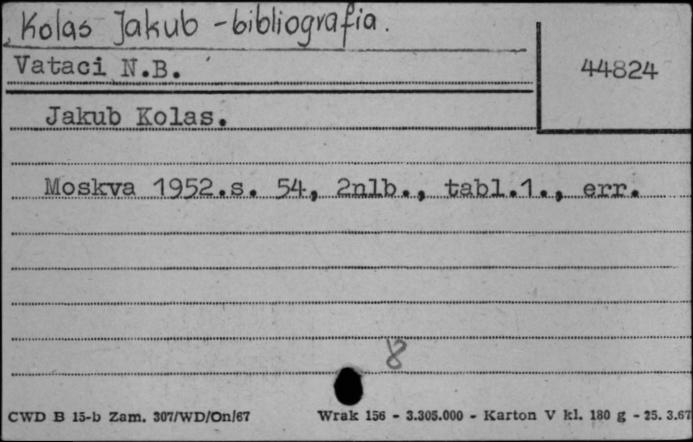 Kolas Jakub - bibliografia.
Vataci N.B.
44824
Jakub Kolas.
Moskva 1952.s. 54, 2nlb., tabl.1., err.
8
CWD B 15-b Zam. 307/WD/On/67 Wrak 156 - 3.305.000 - Karton V kl. 180 g - 25. 3.67